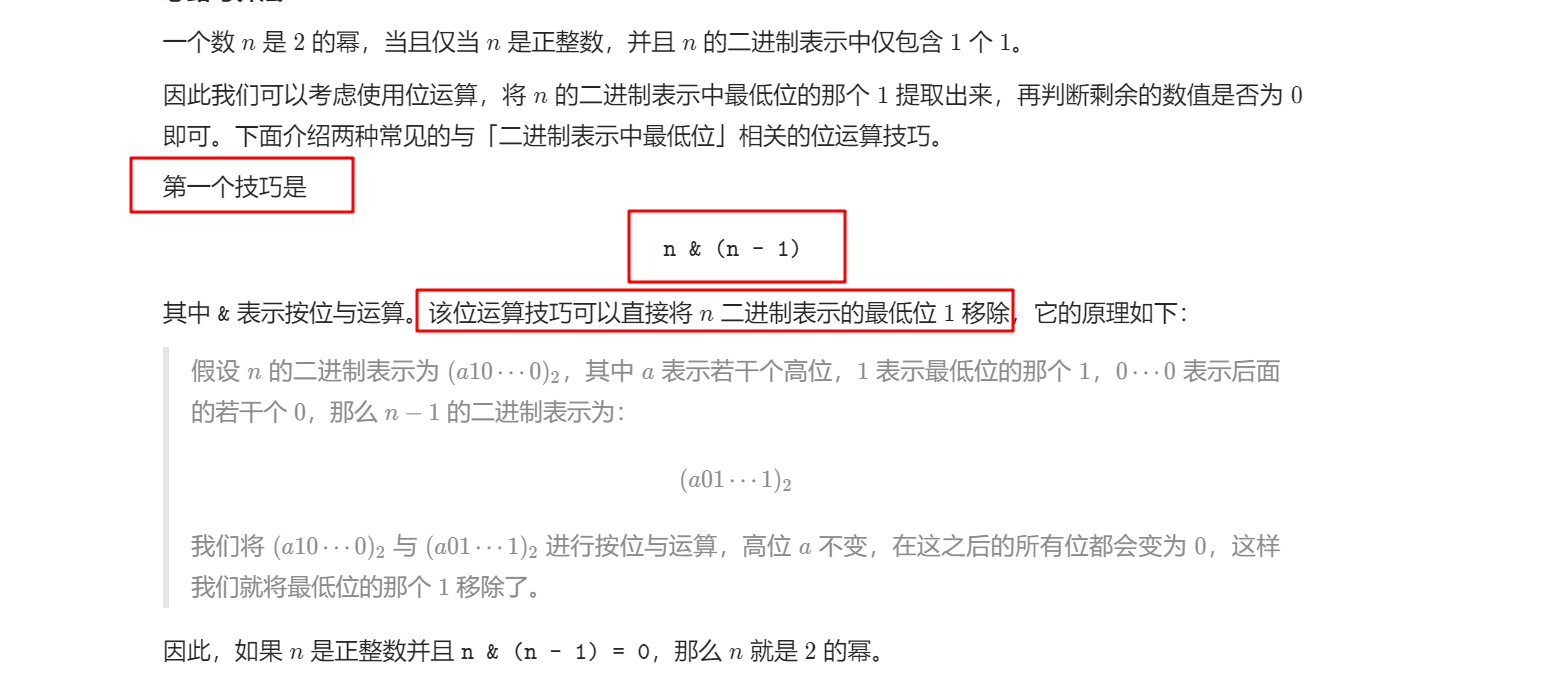 一个数 n 是 2 的幂，当且仅当 n 是正整数，并且 n 的二进制表示中仅包含 1 个 1。
因此我们可以考虑使用位运算，将 n 的二进制表示中最低位的那个 1 提取出来，再判断剩余的数值是否为 0
即可。下面介绍两种常见的与「二进制表示中最低位」相关的位运算技巧。
第一个技巧是
n & (n - 1)
其中 & 表示按位与运算。该位运算技巧可以直接将 n 二进制表示的最低位 1 移除，它的原理如下：
假设 n 的二进制表示为 (a10⋯0)₂，其中 a 表示若干个高位，1 表示最低位的那个 1，0⋯0 表示后面
的若干个 0，那么 n − 1 的二进制表示为：
(a01⋯1)₂
我们将 (a10⋯0)₂ 与 (a01⋯1)₂ 进行按位与运算，高位 a 不变，在这之后的所有位都会变为 0，这样
我们就将最低位的那个 1 移除了。
因此，如果 n 是正整数并且 n & (n - 1) = 0，那么 n 就是 2 的幂。